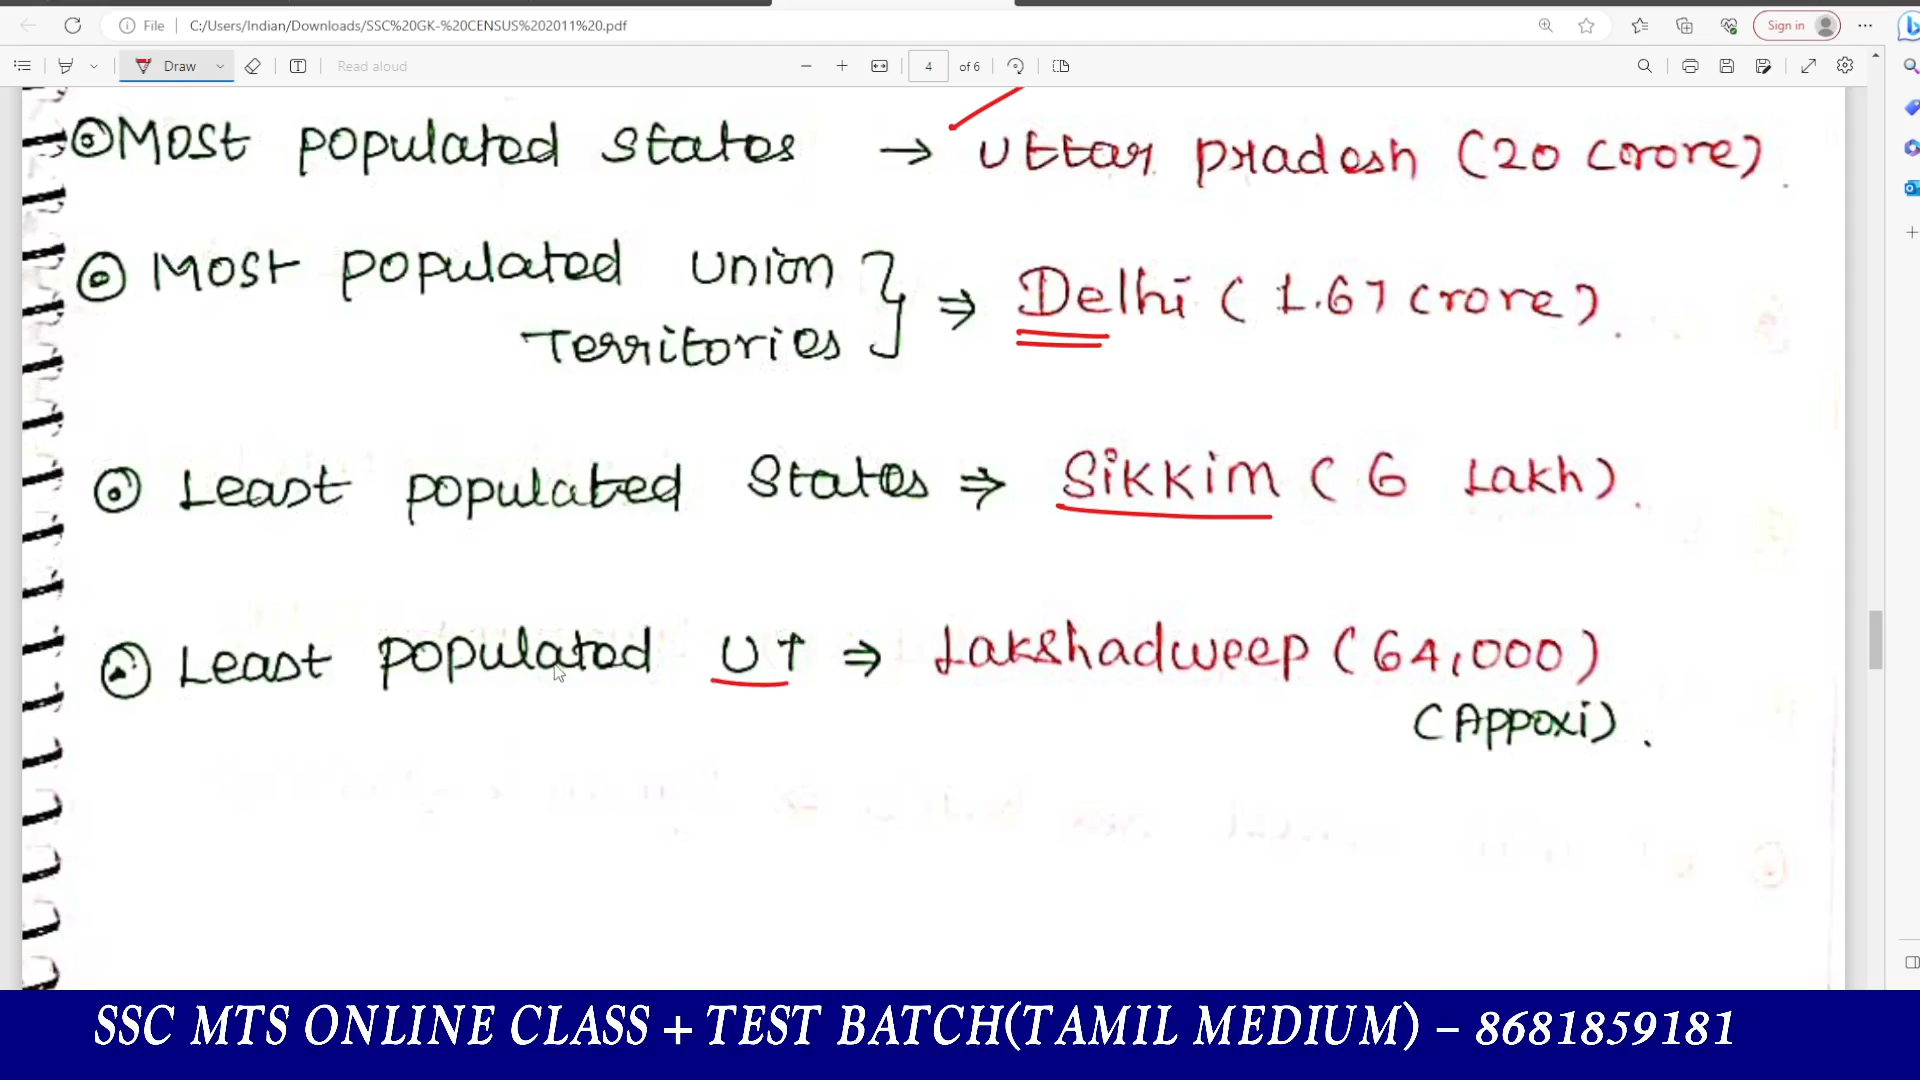 File C:/Users/Indian/Downloads/SSC%20GK-%20CENSUS%202011%20.pdf Sign in
Draw Read aloud 4 of 6
Most populated States → Uttar Pradesh (20 Crore).
Most populated Union Territories } ⇒ Delhi (1.67 Crore).
Least populated States ⇒ Sikkim (6 Lakh).
Least populated UT ⇒ Lakshadweep (64,000)
(Appoxi).
SSC MTS ONLINE CLASS + TEST BATCH(TAMIL MEDIUM) – 8681859181